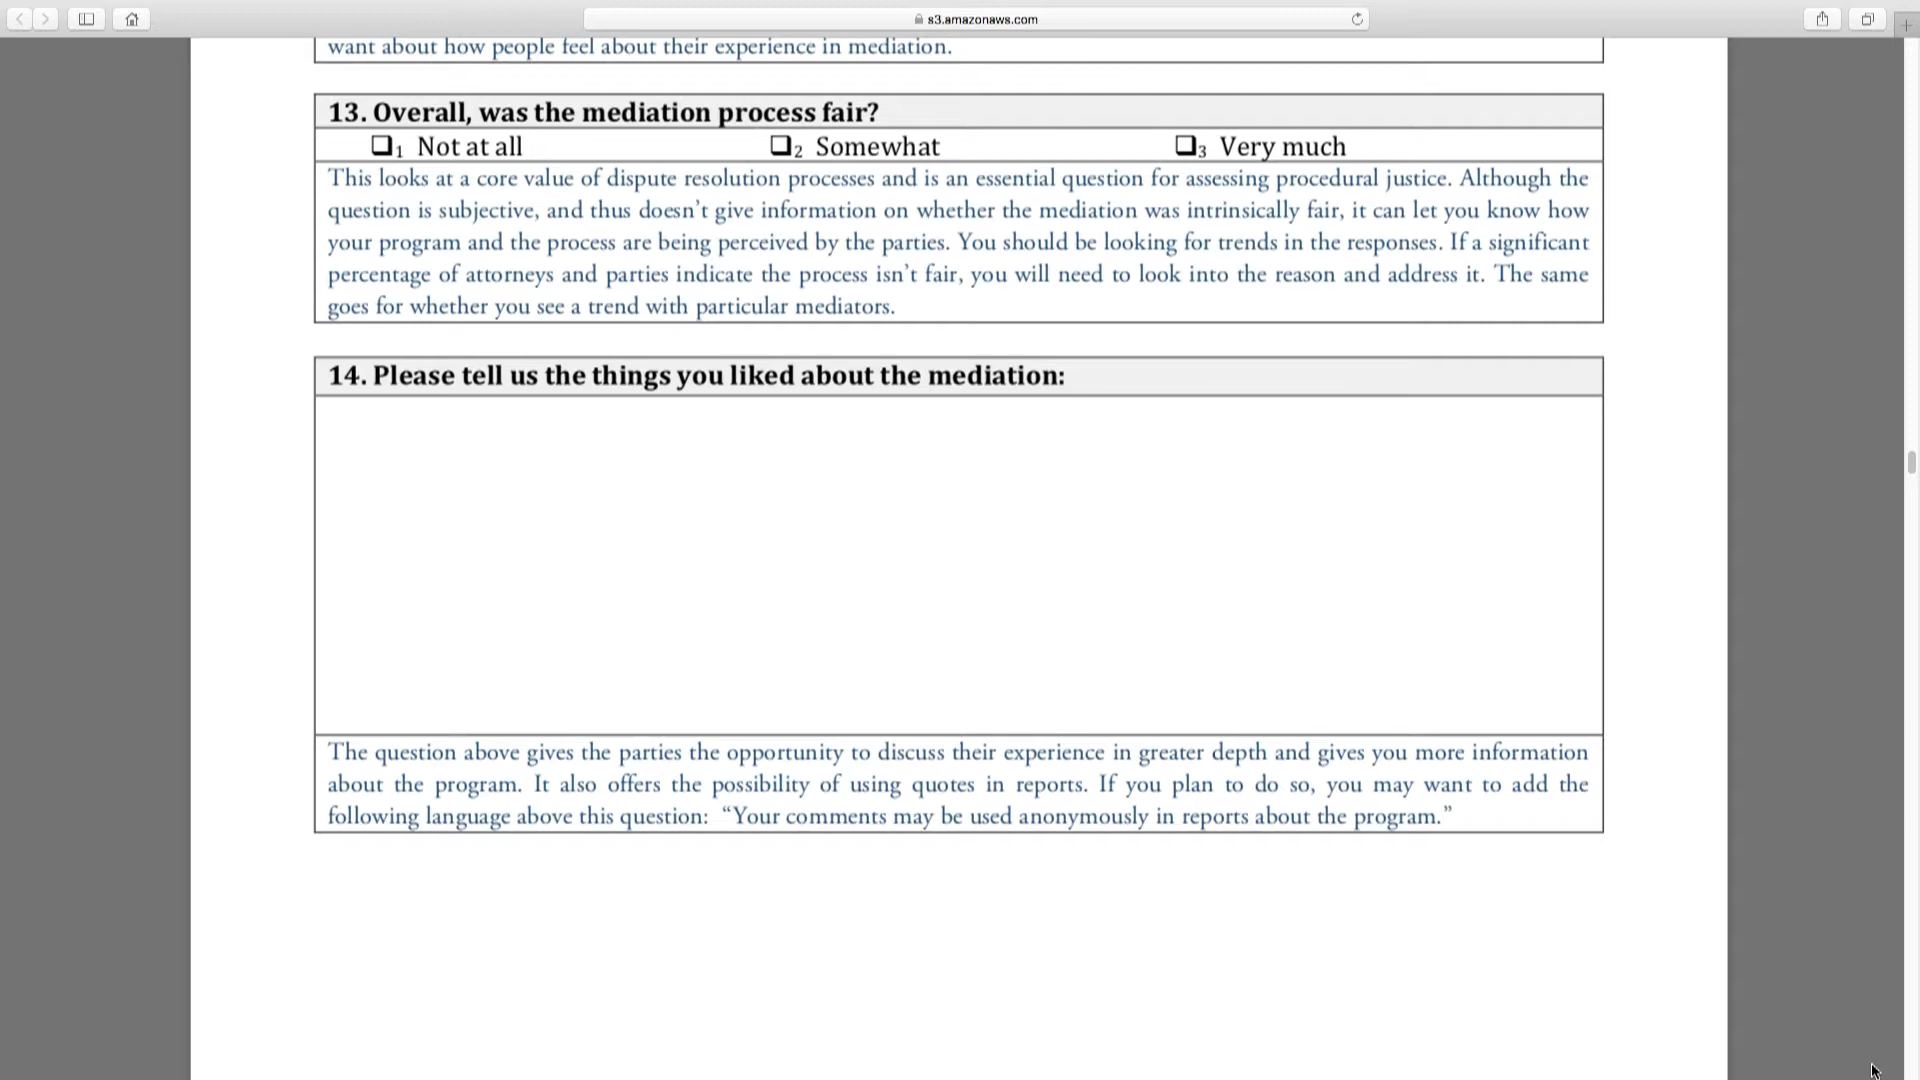 s3.amazonaws.com
want about how people feel about their experience in mediation.
13. Overall, was the mediation process fair?
❑1 Not at all ❑2 Somewhat ❑3 Very much
This looks at a core value of dispute resolution processes and is an essential question for assessing procedural justice. Although the
question is subjective, and thus doesn’t give information on whether the mediation was intrinsically fair, it can let you know how
your program and the process are being perceived by the parties. You should be looking for trends in the responses. If a significant
percentage of attorneys and parties indicate the process isn’t fair, you will need to look into the reason and address it. The same
goes for whether you see a trend with particular mediators.
14. Please tell us the things you liked about the mediation:
The question above gives the parties the opportunity to discuss their experience in greater depth and gives you more information
about the program. It also offers the possibility of using quotes in reports. If you plan to do so, you may want to add the
following language above this question: “Your comments may be used anonymously in reports about the program.”